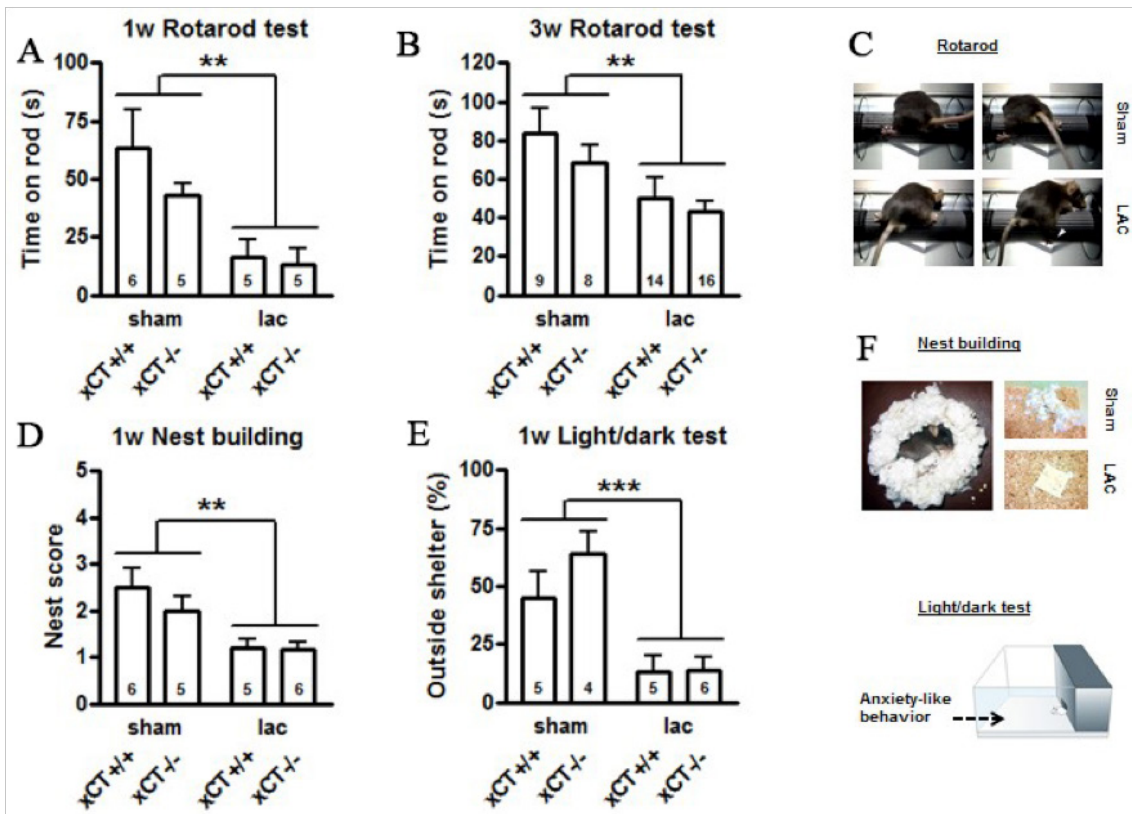 A
1w Rotarod test
Time on rod (s)
100
75
50
25
0
**
6
5
5
5
sham
lac
xCT+/+
xCT-/-
xCT+/+
xCT-/-
B
3w Rotarod test
Time on rod (s)
120
100
80
60
40
20
0
**
9
8
14
16
sham
lac
xCT+/+
xCT-/-
xCT+/+
xCT-/-
C
Rotarod
Sham
LAC
D
1w Nest building
Nest score
5
4
3
2
1
0
**
6
5
5
6
sham
lac
xCT+/+
xCT-/-
xCT+/+
xCT-/-
E
1w Light/dark test
Outside shelter (%)
100
75
50
25
0
***
5
4
5
6
sham
lac
xCT+/+
xCT-/-
xCT+/+
xCT-/-
F
Nest building
Sham
LAC
Light/dark test
Anxiety-like
behavior